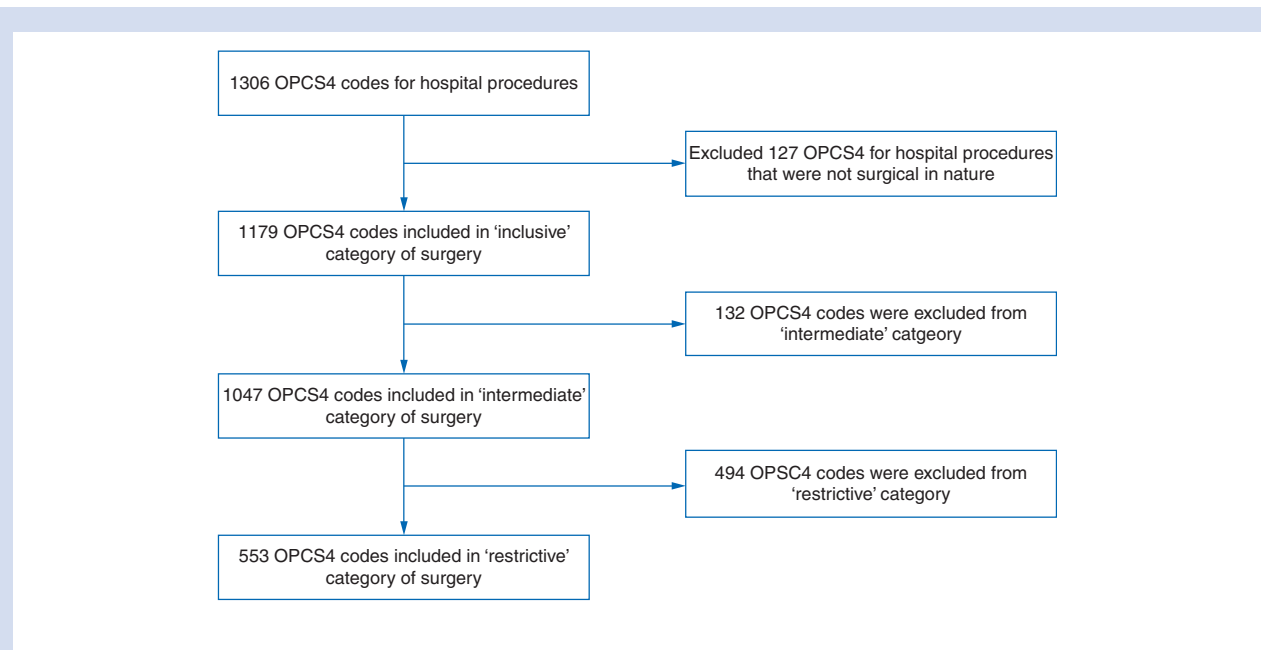 1306 OPCS4 codes for hospital procedures
Excluded 127 OPCS4 for hospital procedures
that were not surgical in nature
1179 OPCS4 codes included in ‘inclusive’
category of surgery
132 OPCS4 codes were excluded from
‘intermediate’ catgeory
1047 OPCS4 codes included in ‘intermediate’
category of surgery
494 OPSC4 codes were excluded from
‘restrictive’ category
553 OPCS4 codes included in ‘restrictive’
category of surgery